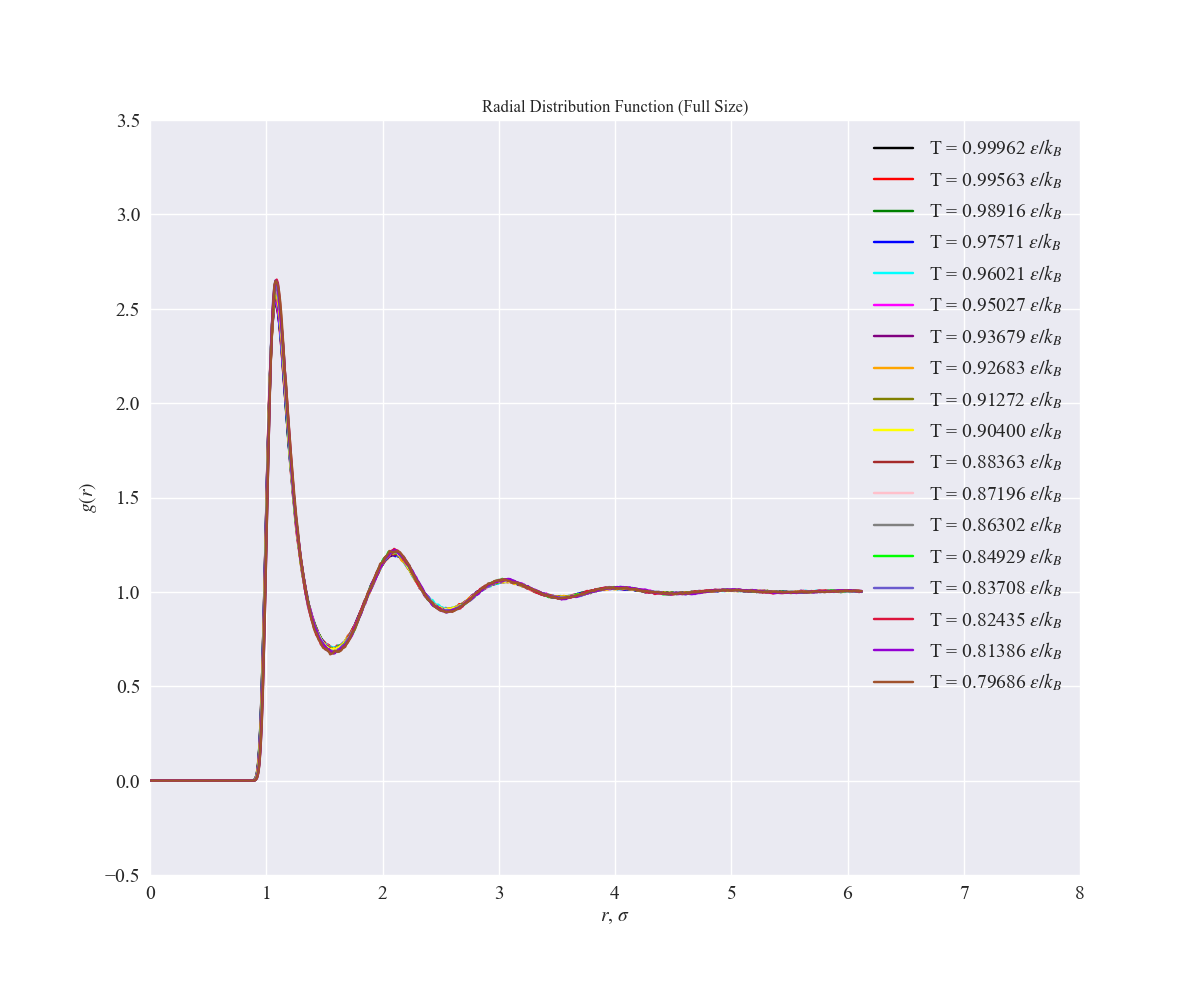 Radial Distribution Function (Full Size)
3.5
3.0
2.5
2.0
1.5
1.0
0.5
0.0
−0.5
g(r)
0 1 2 3 4 5 6 7 8
r, σ
T = 0.99962 ε/k_B
T = 0.99563 ε/k_B
T = 0.98916 ε/k_B
T = 0.97571 ε/k_B
T = 0.96021 ε/k_B
T = 0.95027 ε/k_B
T = 0.93679 ε/k_B
T = 0.92683 ε/k_B
T = 0.91272 ε/k_B
T = 0.90400 ε/k_B
T = 0.88363 ε/k_B
T = 0.87196 ε/k_B
T = 0.86302 ε/k_B
T = 0.84929 ε/k_B
T = 0.83708 ε/k_B
T = 0.82435 ε/k_B
T = 0.81386 ε/k_B
T = 0.79686 ε/k_B